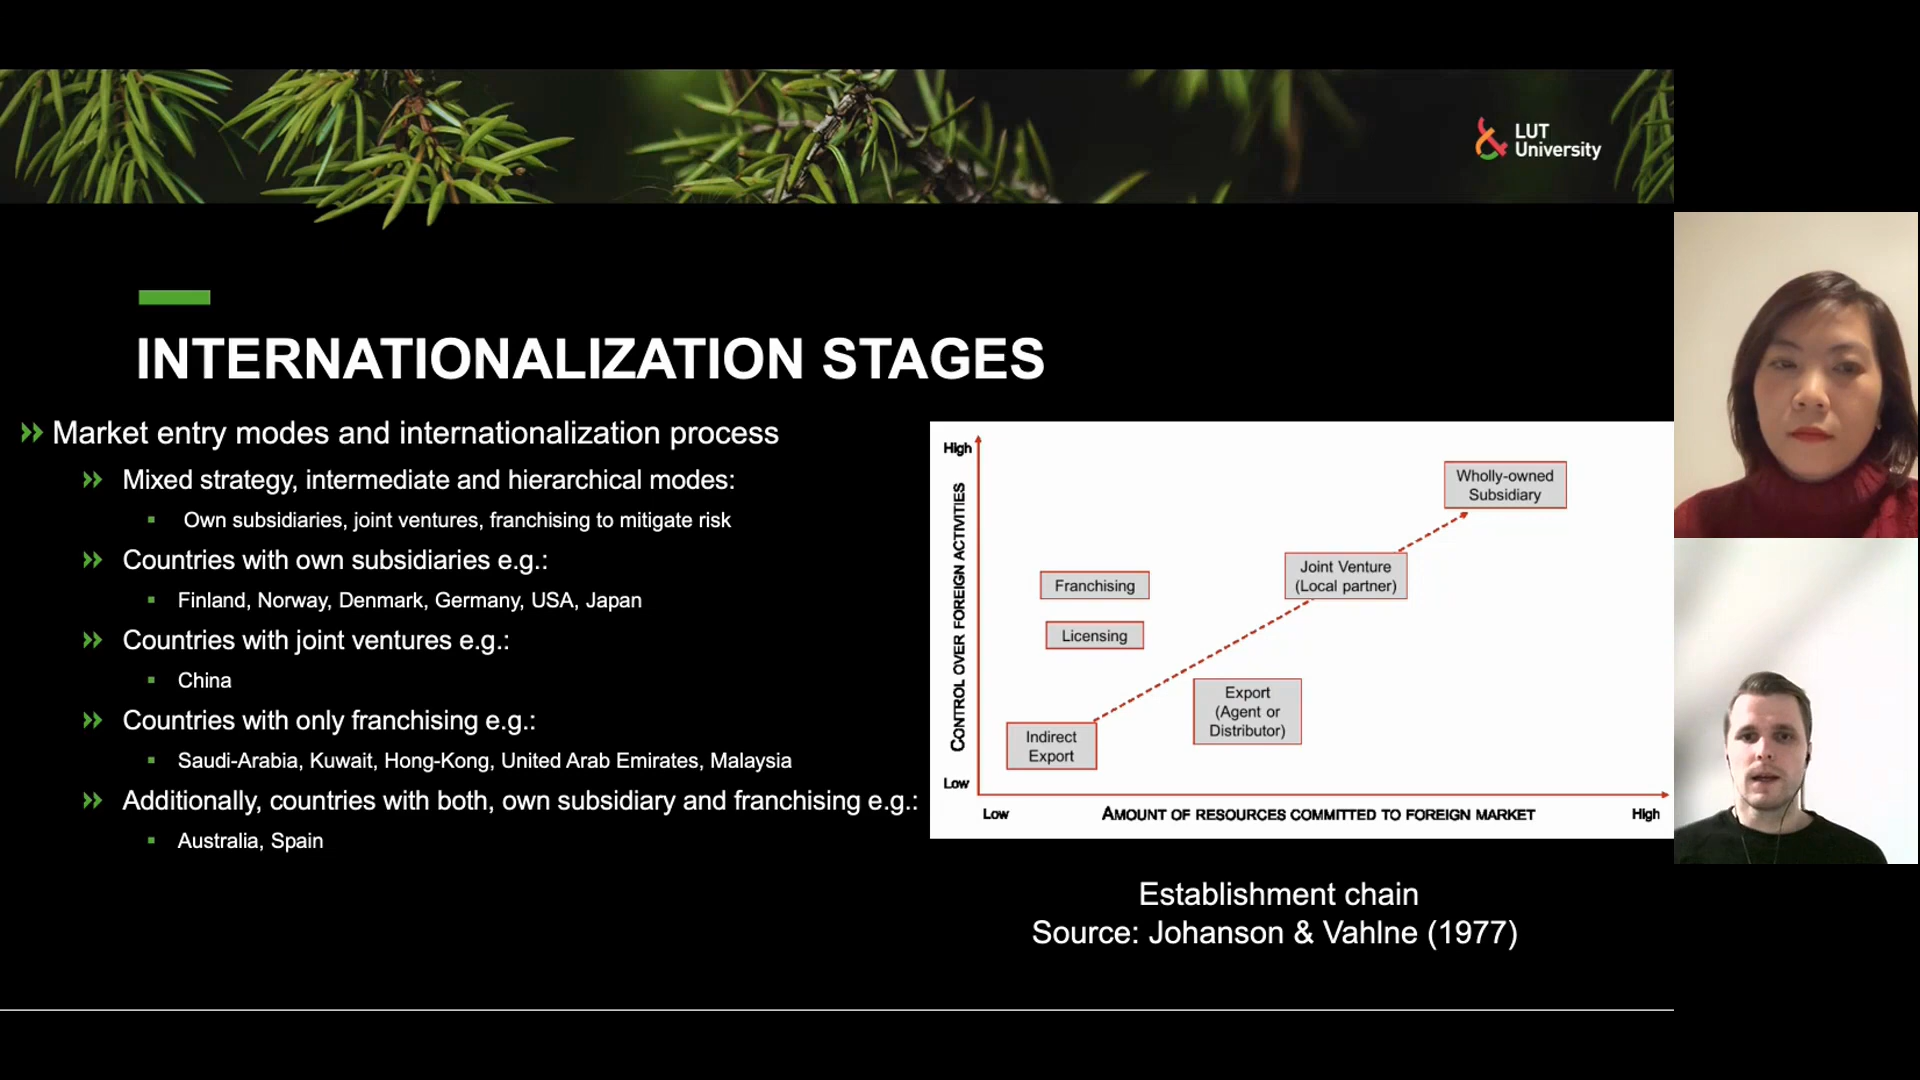 LUT
University
INTERNATIONALIZATION STAGES
Market entry modes and internationalization process
Mixed strategy, intermediate and hierarchical modes:
Own subsidiaries, joint ventures, franchising to mitigate risk
Countries with own subsidiaries e.g.:
Finland, Norway, Denmark, Germany, USA, Japan
Countries with joint ventures e.g.:
China
Countries with only franchising e.g.:
Saudi-Arabia, Kuwait, Hong-Kong, United Arab Emirates, Malaysia
Additionally, countries with both, own subsidiary and franchising e.g.:
Australia, Spain
High
CONTROL OVER FOREIGN ACTIVITIES
Low
Wholly-owned
Subsidiary
Joint Venture
(Local partner)
Franchising
Licensing
Export
(Agent or
Distributor)
Indirect
Export
Low
AMOUNT OF RESOURCES COMMITTED TO FOREIGN MARKET
High
Establishment chain
Source: Johanson & Vahlne (1977)